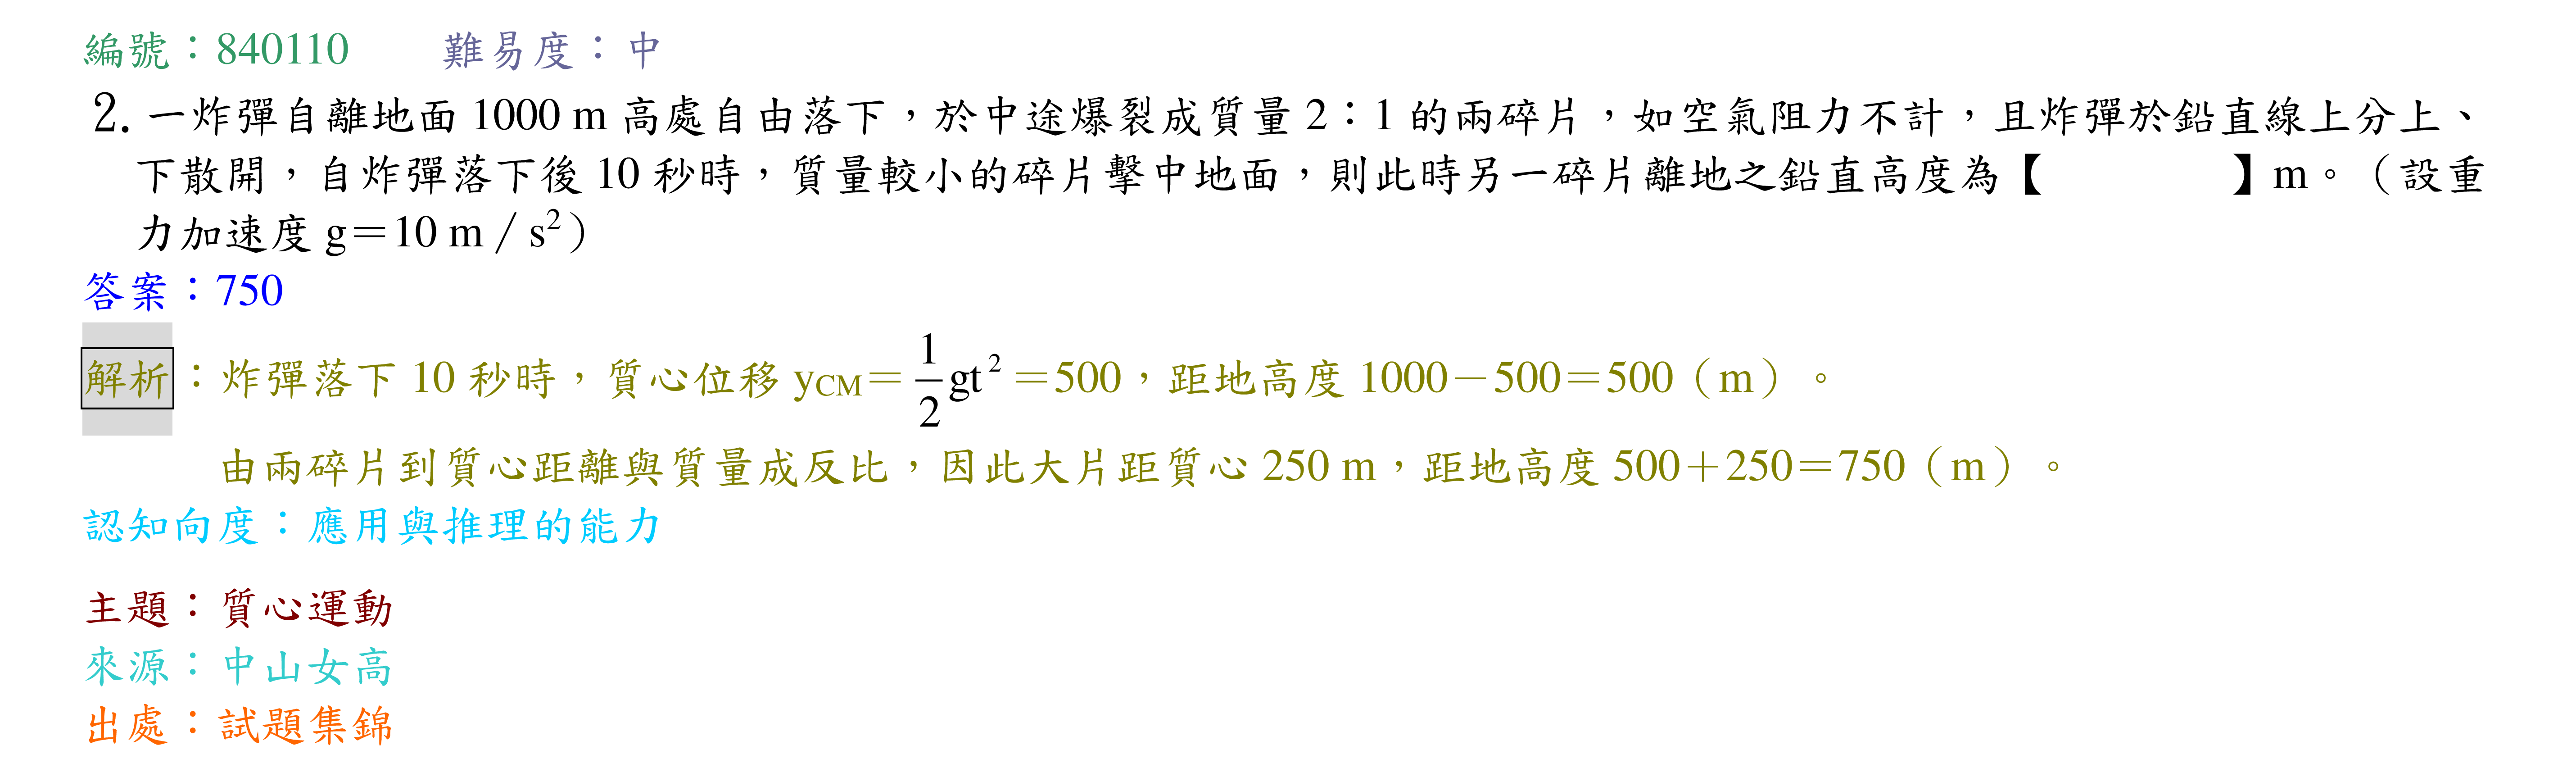 編號：840110　難易度：中
2. 一炸彈自離地面 1000 m 高處自由落下，於中途爆裂成質量 2：1 的兩碎片，如空氣阻力不計，且炸彈於鉛直線上分上、
下散開，自炸彈落下後 10 秒時，質量較小的碎片擊中地面，則此時另一碎片離地之鉛直高度為【　　　　】m。（設重
力加速度 g＝10 m／s²）
答案：750
解析：炸彈落下 10 秒時，質心位移 yCM＝1/2 gt²＝500，距地高度 1000－500＝500（m）。
由兩碎片到質心距離與質量成反比，因此大片距質心 250 m，距地高度 500＋250＝750（m）。
認知向度：應用與推理的能力
主題：質心運動
來源：中山女高
出處：試題集錦